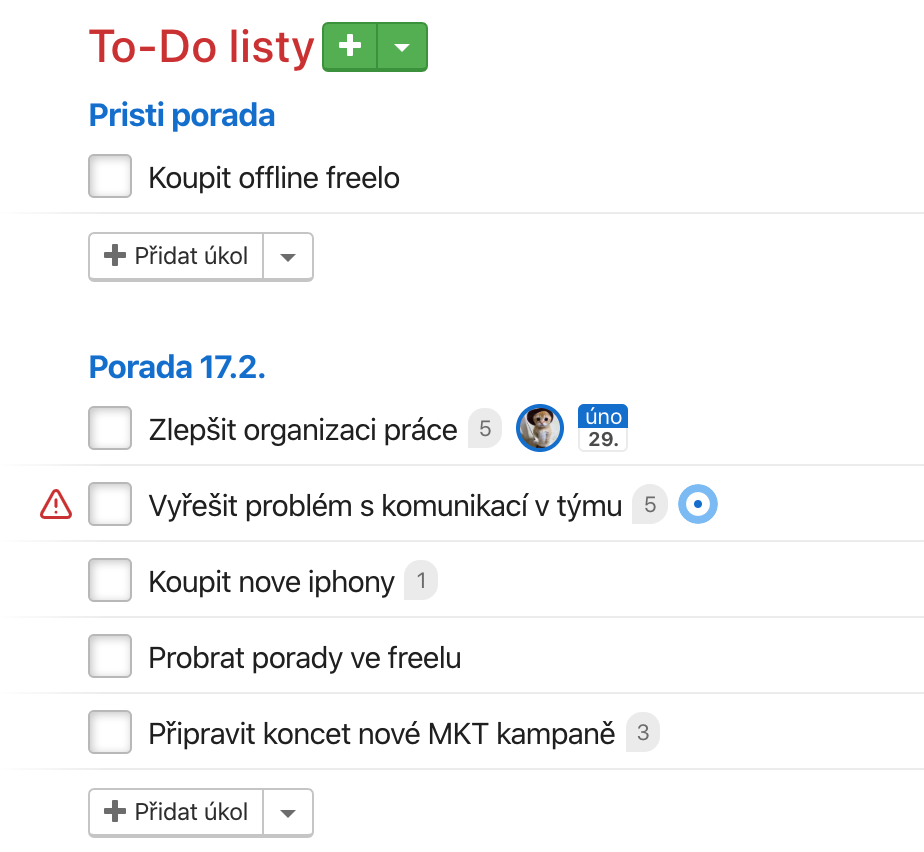 To-Do listy
Pristi porada
Koupit offline freelo
Přidat úkol
Porada 17.2.
Zlepšit organizaci práce 5 úno 29.
Vyřešit problém s komunikací v týmu 5
Koupit nove iphony 1
Probrat porady ve freelu
Připravit koncet nové MKT kampaně 3
Přidat úkol